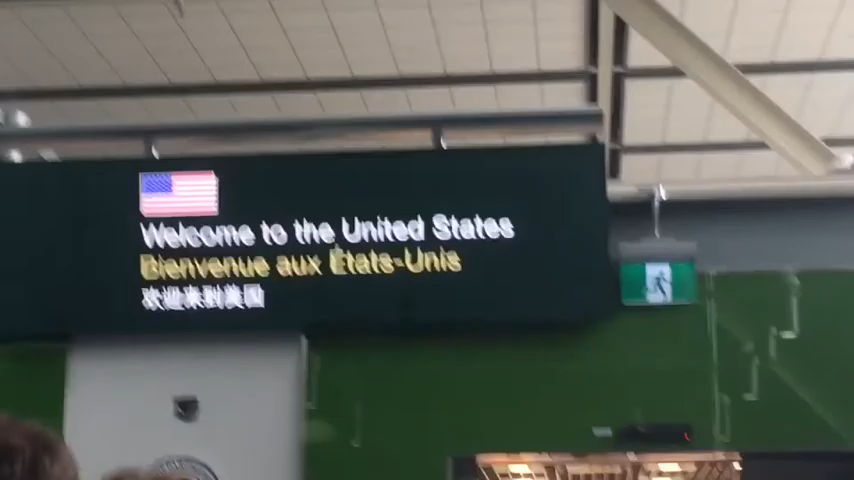 Welcome to the United States
Bienvenue aux États-Unis
欢迎来到美国